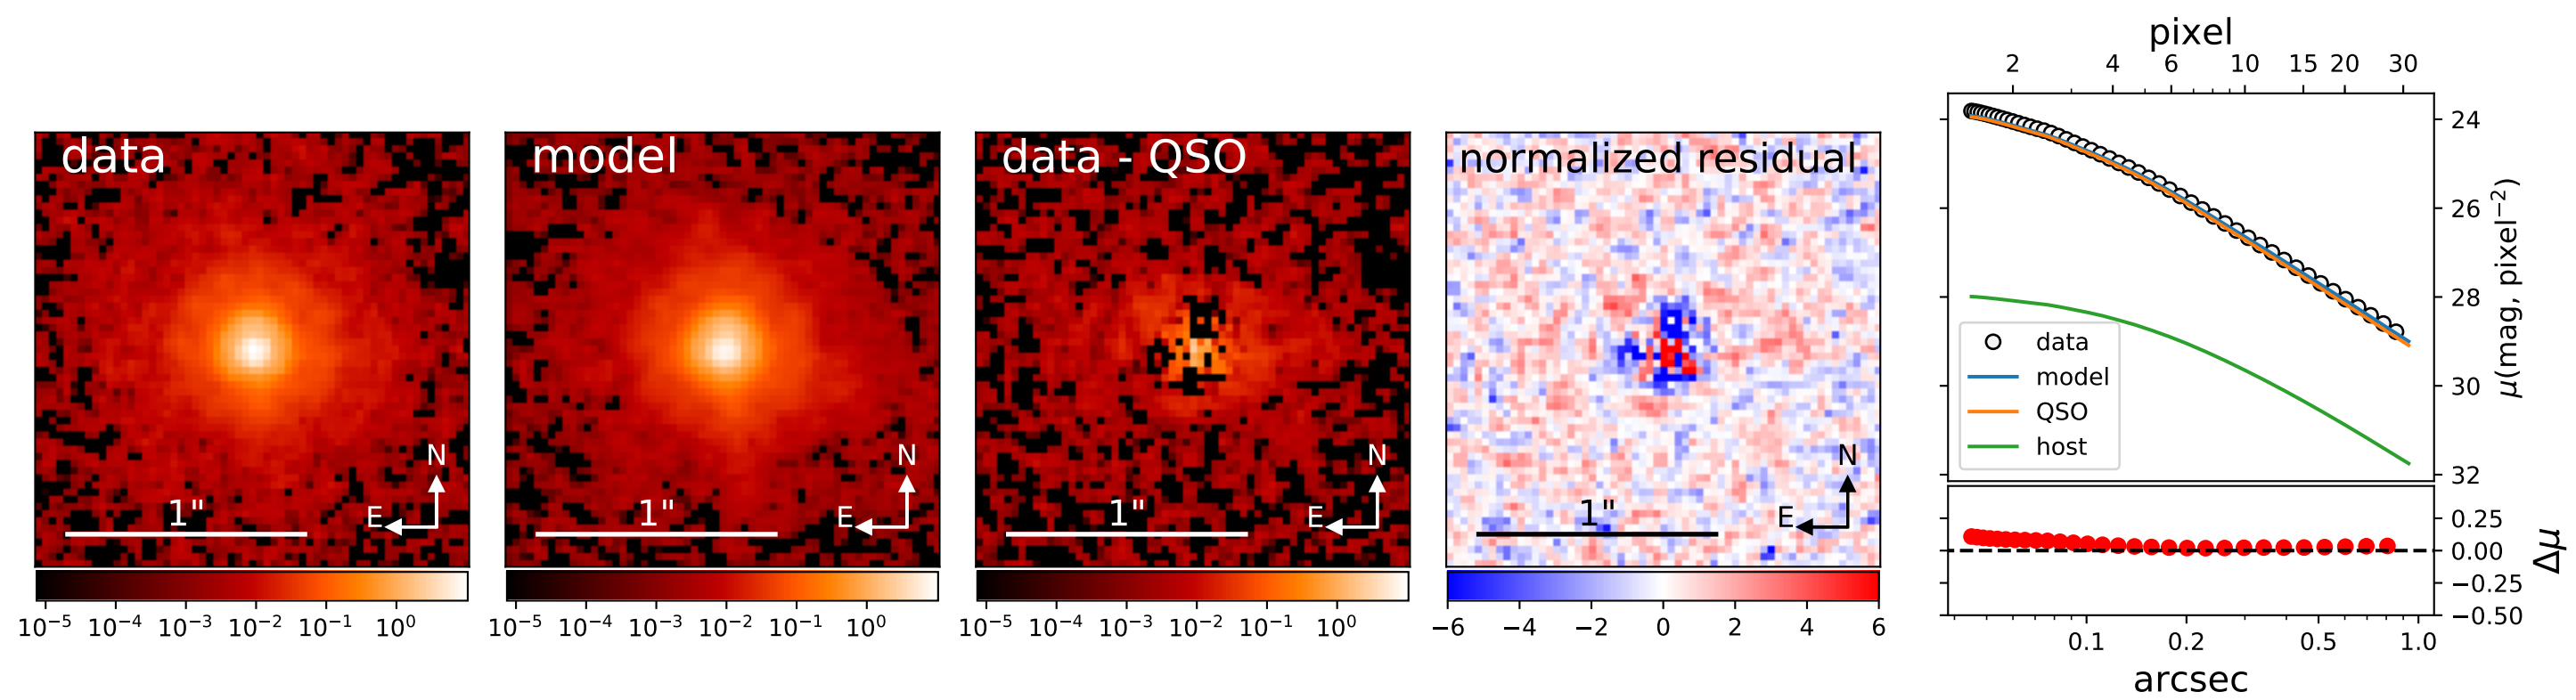 data
N
E
1"
10⁻⁵ 10⁻⁴ 10⁻³ 10⁻² 10⁻¹ 10⁰
model
N
E
1"
10⁻⁵ 10⁻⁴ 10⁻³ 10⁻² 10⁻¹ 10⁰
data - QSO
N
E
1"
10⁻⁵ 10⁻⁴ 10⁻³ 10⁻² 10⁻¹ 10⁰
normalized residual
N
E
1"
−6 −4 −2 0 2 4 6
pixel
2 4 6 10 15 20 30
24
26
28
30
32
μ(mag, pixel⁻²)
data
model
QSO
host
0.25
0.00
−0.25
−0.50
Δμ
0.1 0.2 0.5 1.0
arcsec